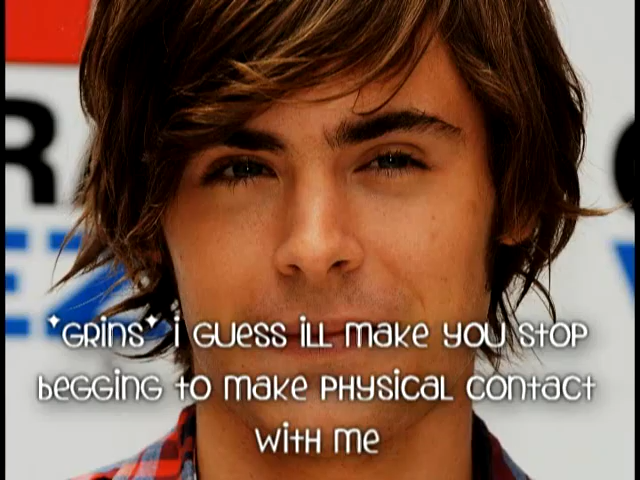 *GRINS* I GUESS ILL MAKE YOU STOP
BEGGING TO MAKE PHYSICAL CONTACT
WITH ME